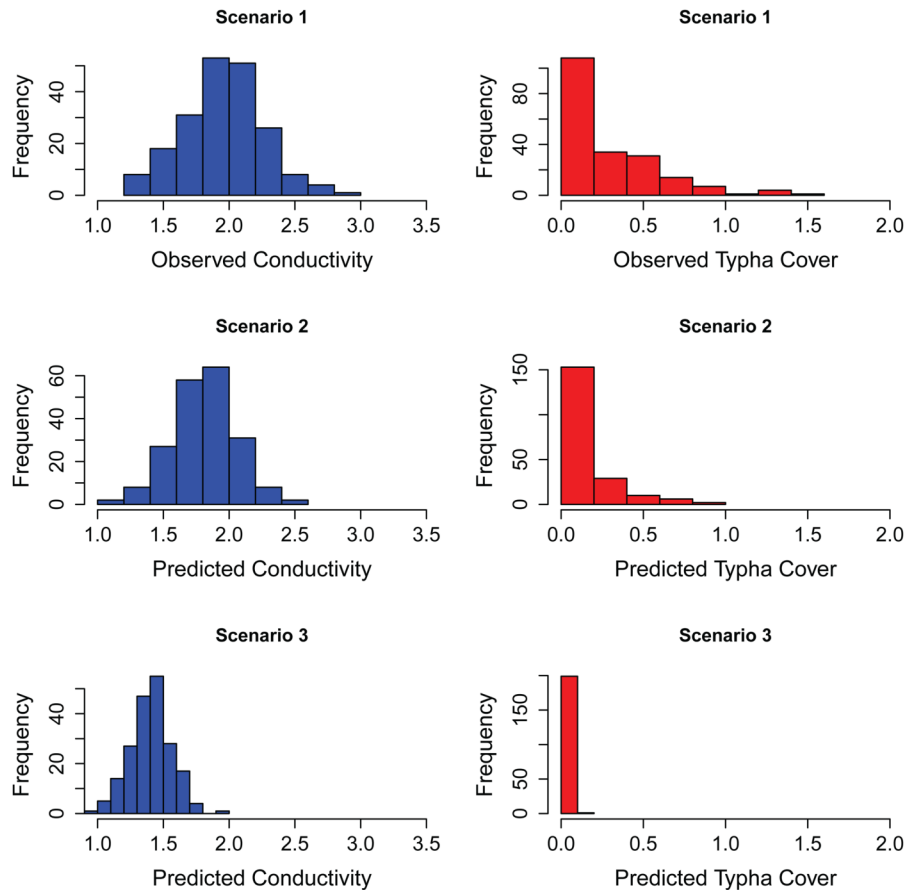 Scenario 1
Frequency
0 20 40
1.0 1.5 2.0 2.5 3.0 3.5
Observed Conductivity
Scenario 1
Frequency
0 40 80
0.0 0.5 1.0 1.5 2.0
Observed Typha Cover
Scenario 2
Frequency
0 20 40 60
1.0 1.5 2.0 2.5 3.0 3.5
Predicted Conductivity
Scenario 2
Frequency
0 50 150
0.0 0.5 1.0 1.5 2.0
Predicted Typha Cover
Scenario 3
Frequency
0 20 40
1.0 1.5 2.0 2.5 3.0 3.5
Predicted Conductivity
Scenario 3
Frequency
0 50 150
0.0 0.5 1.0 1.5 2.0
Predicted Typha Cover